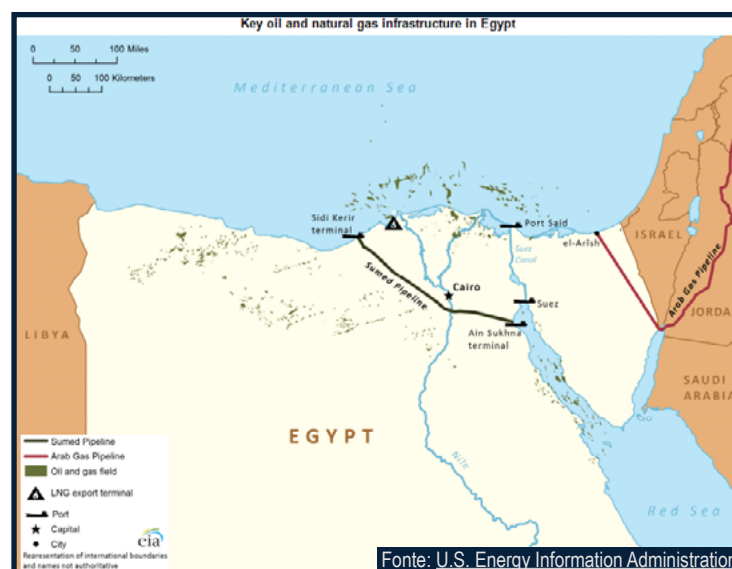 Key oil and natural gas infrastructure in Egypt
0 50 100 Miles
0 50 100 Kilometers
Mediterranean Sea
Sidi Kerir
terminal
Port Said
el-Arîsh
ISRAEL
Suez
Canal
Sumed Pipeline
Cairo
Suez
Ain Sukhna
terminal
Arab Gas Pipeline
JORDA
LIBYA
SAUDI
ARABIA
EGYPT
Nile
Red Sea
Sumed Pipeline
Arab Gas Pipeline
Oil and gas field
LNG export terminal
Port
Capital
City
eia
Representation of international boundaries
and names not authoritative
Fonte: U.S. Energy Information Administration